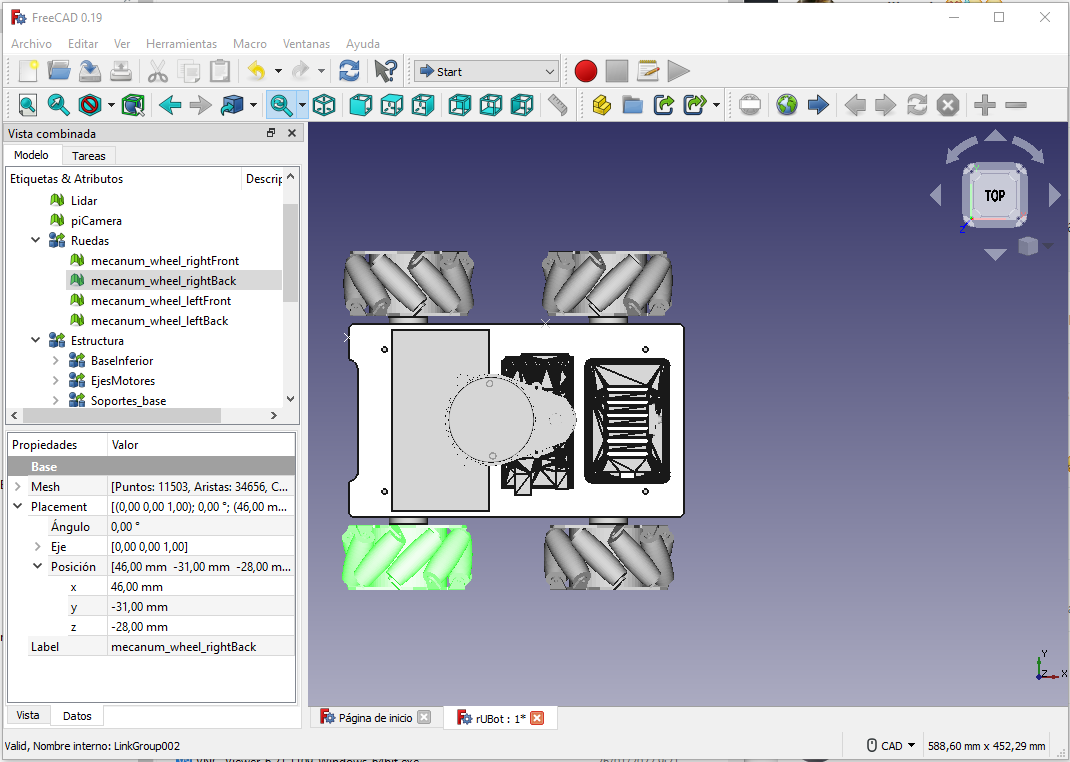 FreeCAD 0.19
Archivo Editar Ver Herramientas Macro Ventanas Ayuda
Start
Vista combinada
Modelo Tareas
Etiquetas & Atributos Descrip
Lidar
piCamera
Ruedas
mecanum_wheel_rightFront
mecanum_wheel_rightBack
mecanum_wheel_leftFront
mecanum_wheel_leftBack
Estructura
BaseInferior
EjesMotores
Soportes_base
TOP
Z
Propiedades Valor
Base
Mesh [Puntos: 11503, Aristas: 34656, C...
Placement [(0,00 0,00 1,00); 0,00 °; (46,00 m...
Ángulo 0,00 °
Eje [0,00 0,00 1,00]
Posición [46,00 mm -31,00 mm -28,00 m...
x 46,00 mm
y -31,00 mm
z -28,00 mm
Label mecanum_wheel_rightBack
Y
Z X
Vista Datos
Página de inicio rUBot : 1*
Valid, Nombre interno: LinkGroup002
CAD 588,60 mm x 452,29 mm